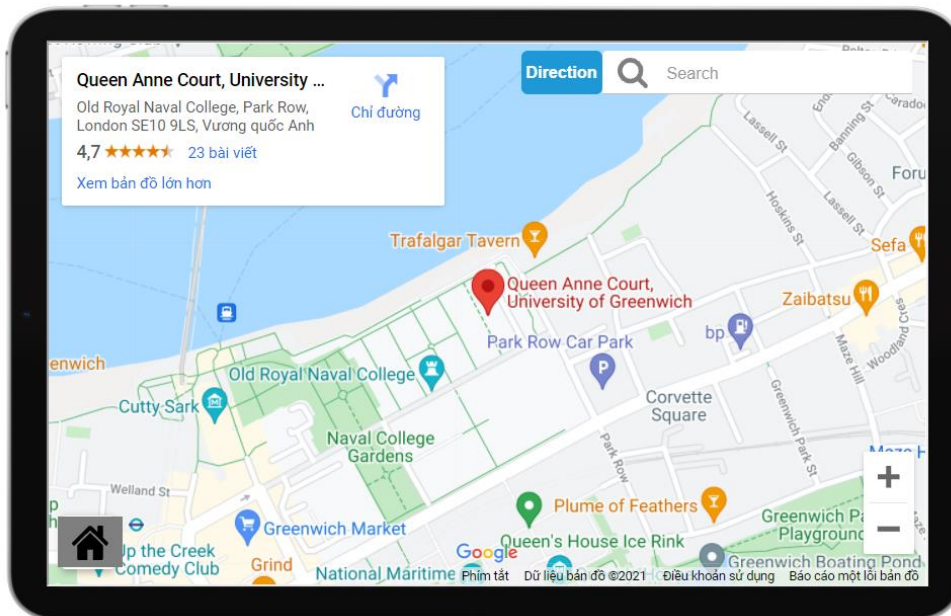 Queen Anne Court, University ...
Old Royal Naval College, Park Row,
London SE10 9LS, Vương quốc Anh
4,7
23 bài viết
Xem bản đồ lớn hơn
Chỉ đường
Direction
Search
Lassell St
Banning St
Gibson St
Lassell St
Hoskins St
Foru
Trafalgar Tavern
Sefa
Queen Anne Court,
University of Greenwich
Zaibatsu
bp
Park Row Car Park
Woodland Cres
Maze Hill
enwich
Old Royal Naval College
Corvette
Square
Cutty Sark
Naval College
Gardens
Greenwich Park St
Park Row
Maze H
Welland St
Plume of Feathers
Greenwich Market
Greenwich Pa
Playground
Queen's House Ice Rink
Up the Creek
Comedy Club
Grind
National Maritime
Google
Greenwich Boating Pond
Phím tắt
Dữ liệu bản đồ ©2021
Điều khoản sử dụng
Báo cáo một lỗi bản đồ